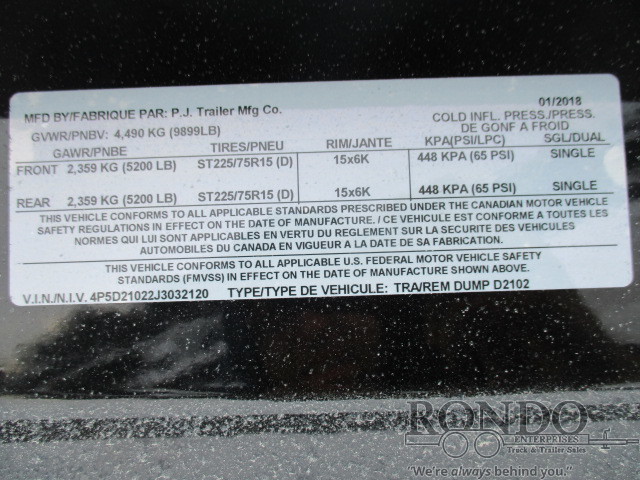 MFD BY/FABRIQUE PAR: P.J. Trailer Mfg Co.
01/2018
GVWR/PNBV: 4,490 KG (9899LB)
COLD INFL. PRESS./PRESS.
DE GONF A FROID
GAWR/PNBE TIRES/PNEU RIM/JANTE KPA(PSI/LPC) SGL/DUAL
FRONT 2,359 KG (5200 LB) ST225/75R15 (D) 15x6K 448 KPA (65 PSI) SINGLE
REAR 2,359 KG (5200 LB) ST225/75R15 (D) 15x6K 448 KPA (65 PSI) SINGLE
THIS VEHICLE CONFORMS TO ALL APPLICABLE STANDARDS PRESCRIBED UNDER THE CANADIAN MOTOR VEHICLE
SAFETY REGULATIONS IN EFFECT ON THE DATE OF MANUFACTURE. / CE VEHICULE EST CONFORME A TOUTES LES
NORMES QUI LUI SONT APPLICABLES EN VERTU DU REGLEMENT SUR LA SECURITE DES VEHICULES
AUTOMOBILES DU CANADA EN VIGUEUR A LA DATE DE SA FABRICATION.
THIS VEHICLE CONFORMS TO ALL APPLICABLE U.S. FEDERAL MOTOR VEHICLE SAFETY
STANDARDS (FMVSS) IN EFFECT ON THE DATE OF MANUFACTURE SHOWN ABOVE.
V.I.N./N.I.V. 4P5D21022J3032120 TYPE/TYPE DE VEHICULE: TRA/REM DUMP D2102
RONDO
ENTERPRISES
Truck & Trailer Sales
"We're always behind you."